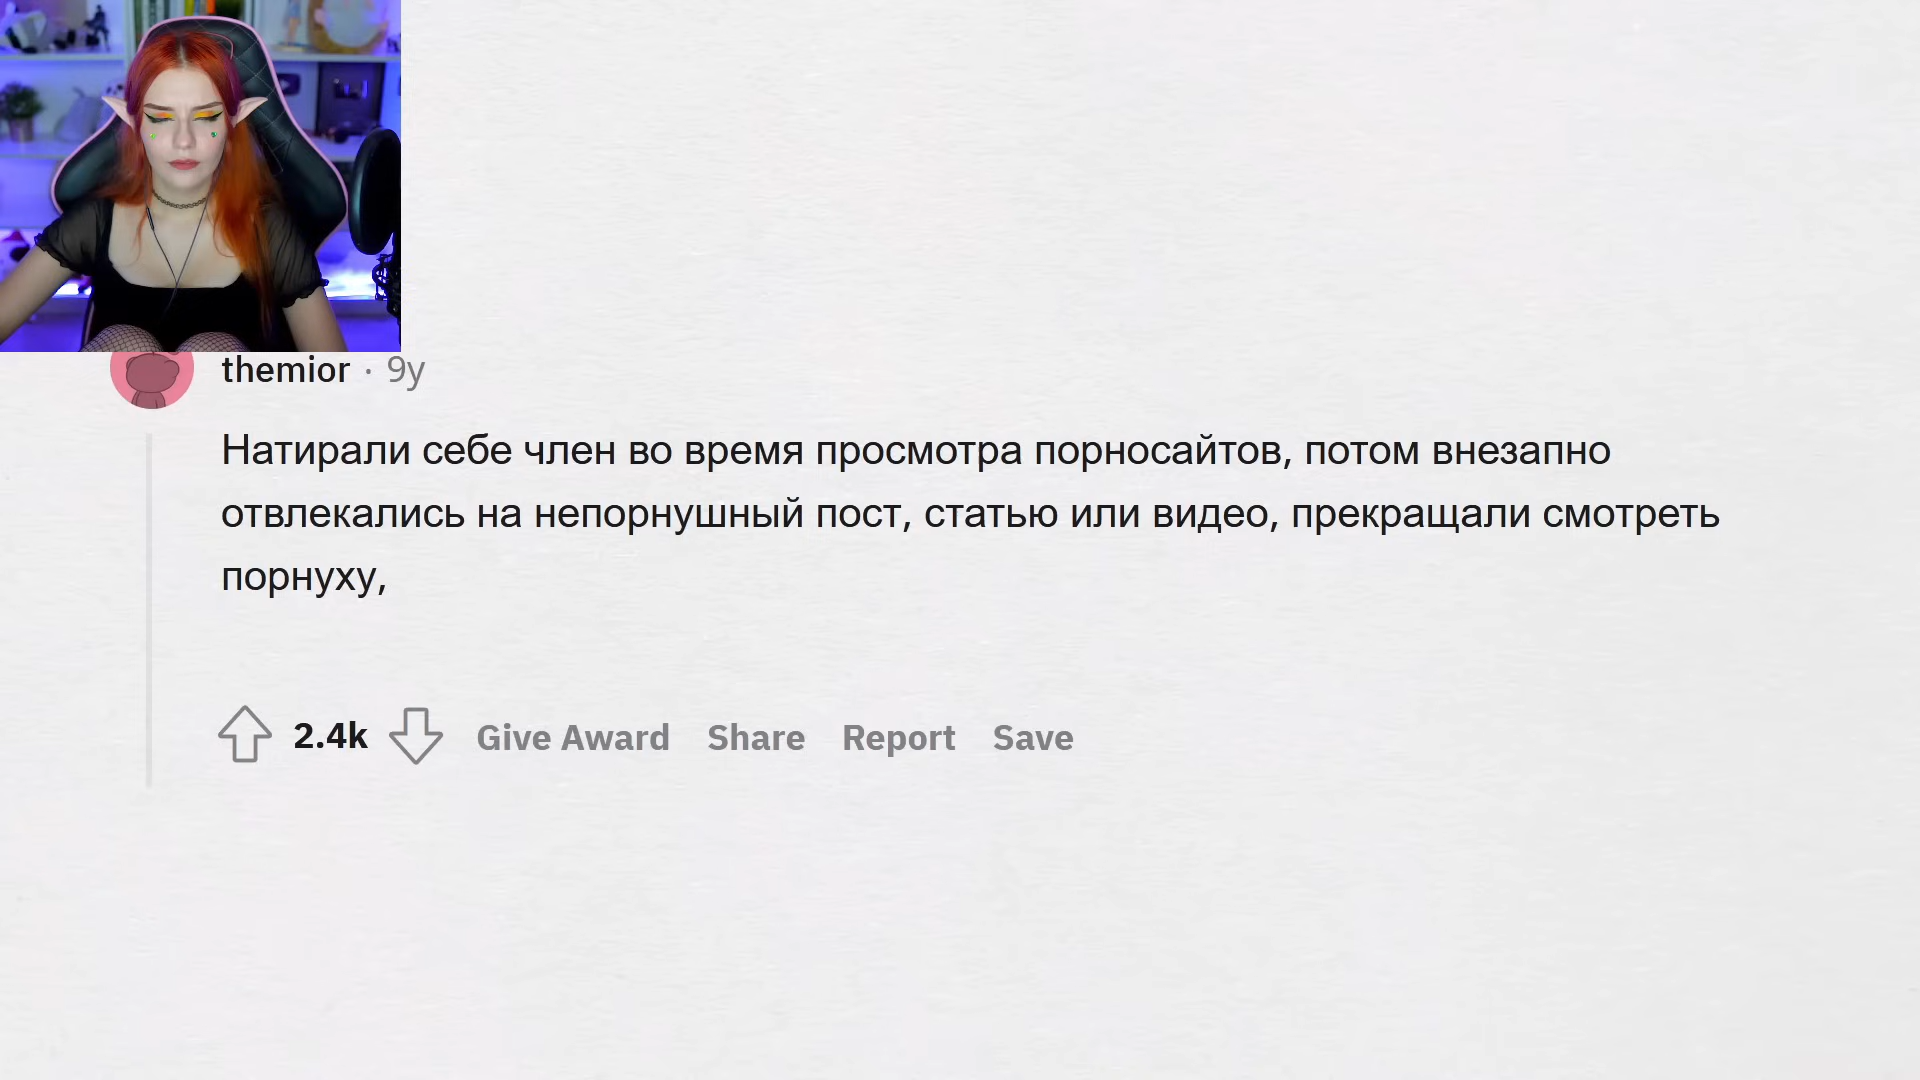 themior · 9y
Натирали себе член во время просмотра порносайтов, потом внезапно
отвлекались на непорнушный пост, статью или видео, прекращали смотреть
порнуху,
2.4k Give Award Share Report Save